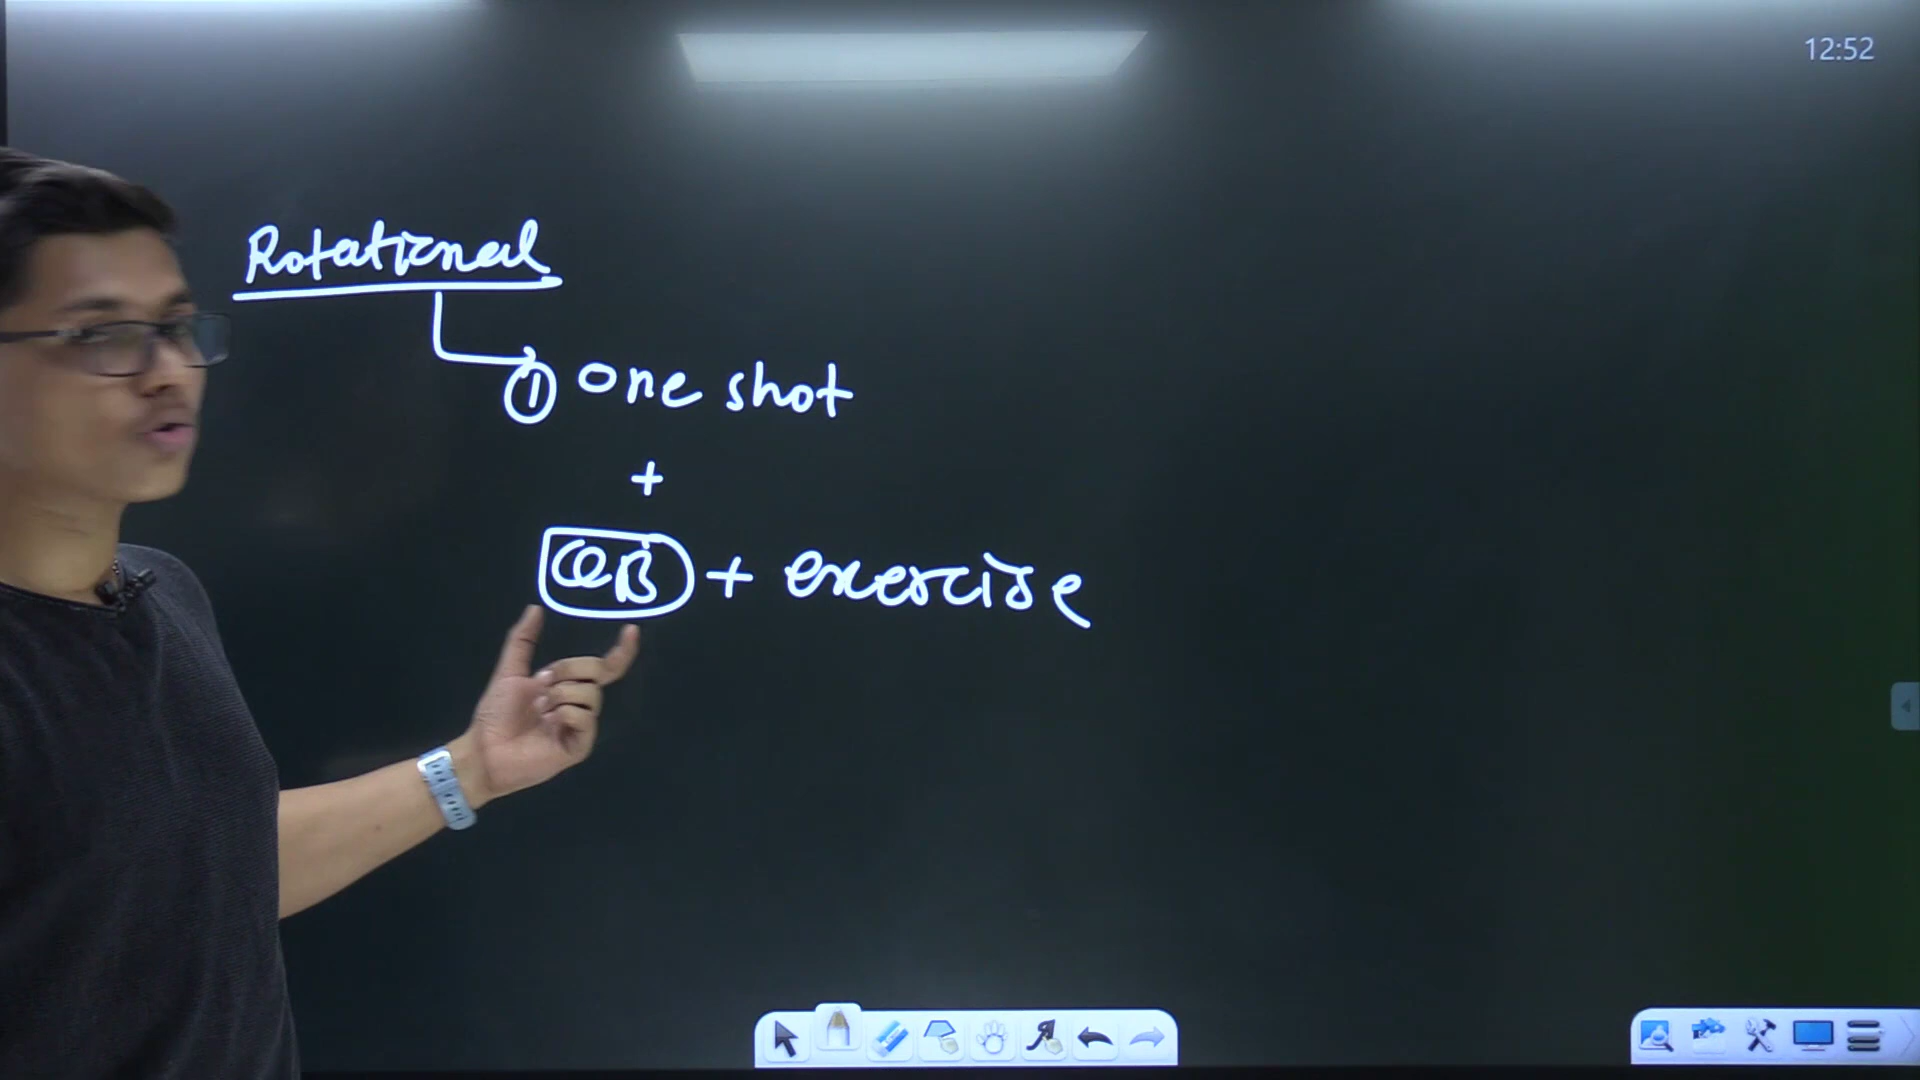 12:52
Rotational
① one shot
+
QB + exercise